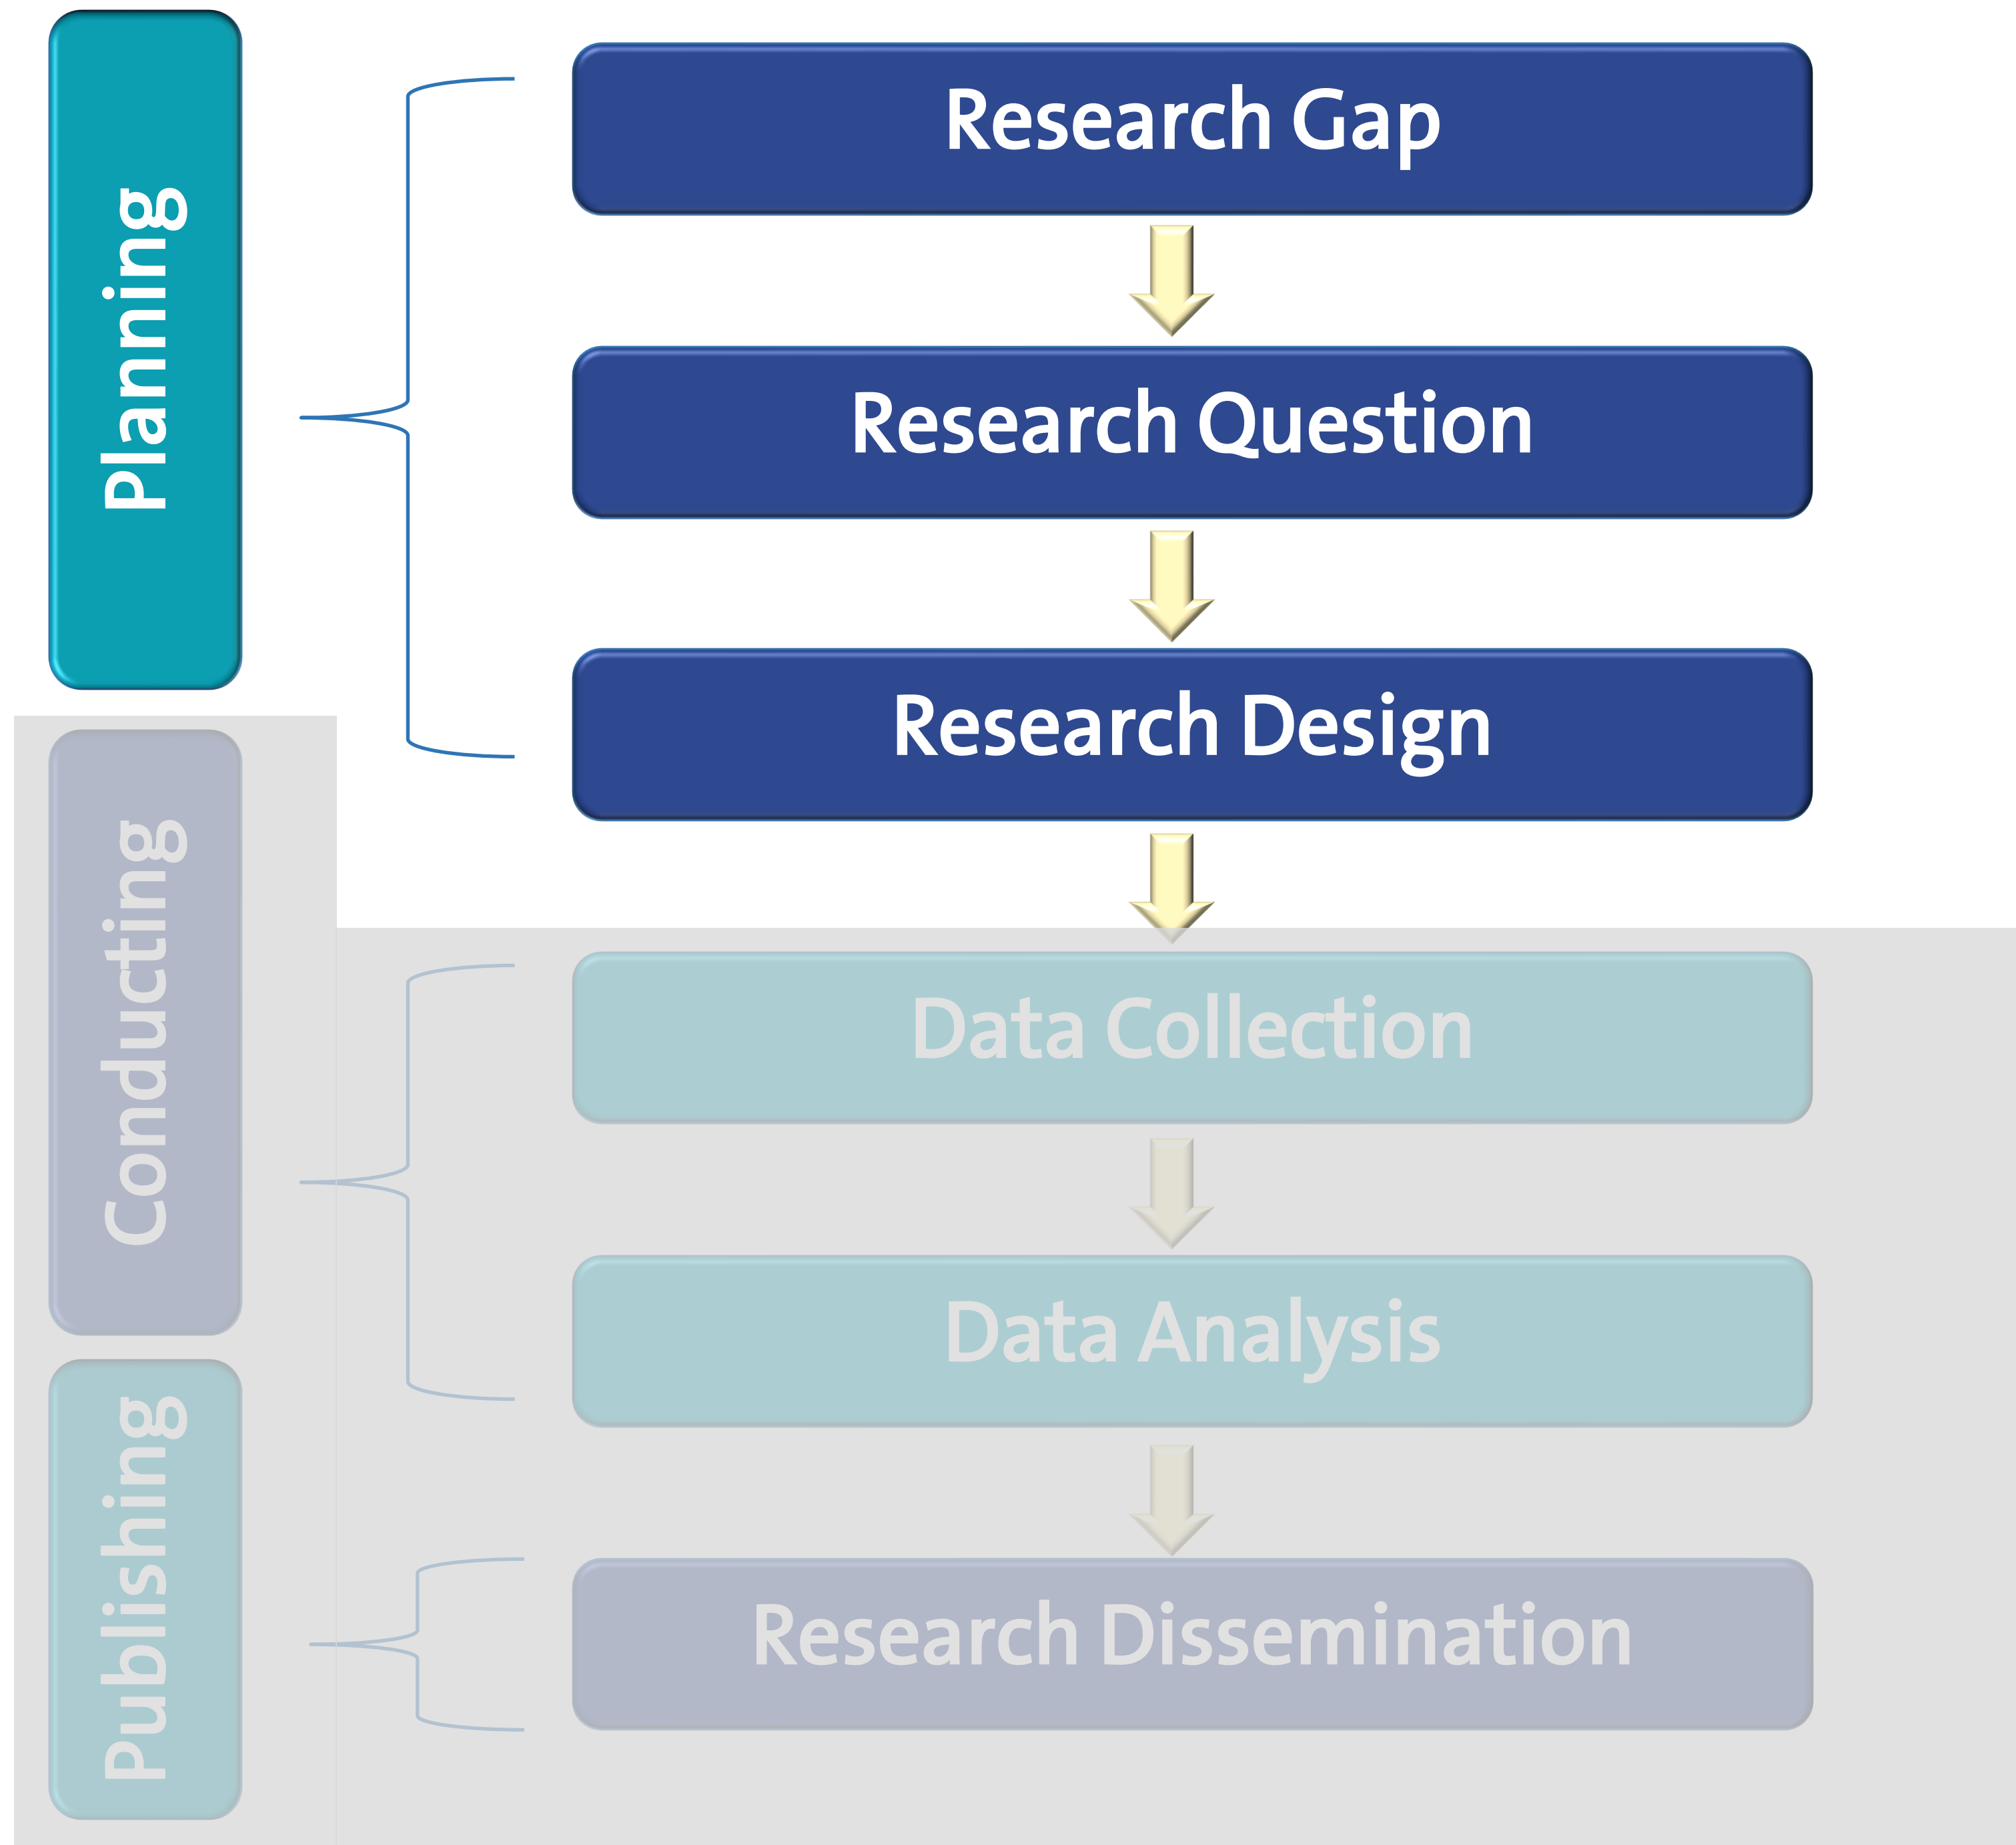 Planning
Research Gap
Research Question
Research Design
Conducting
Data Collection
Data Analysis
Publishing
Research Dissemination